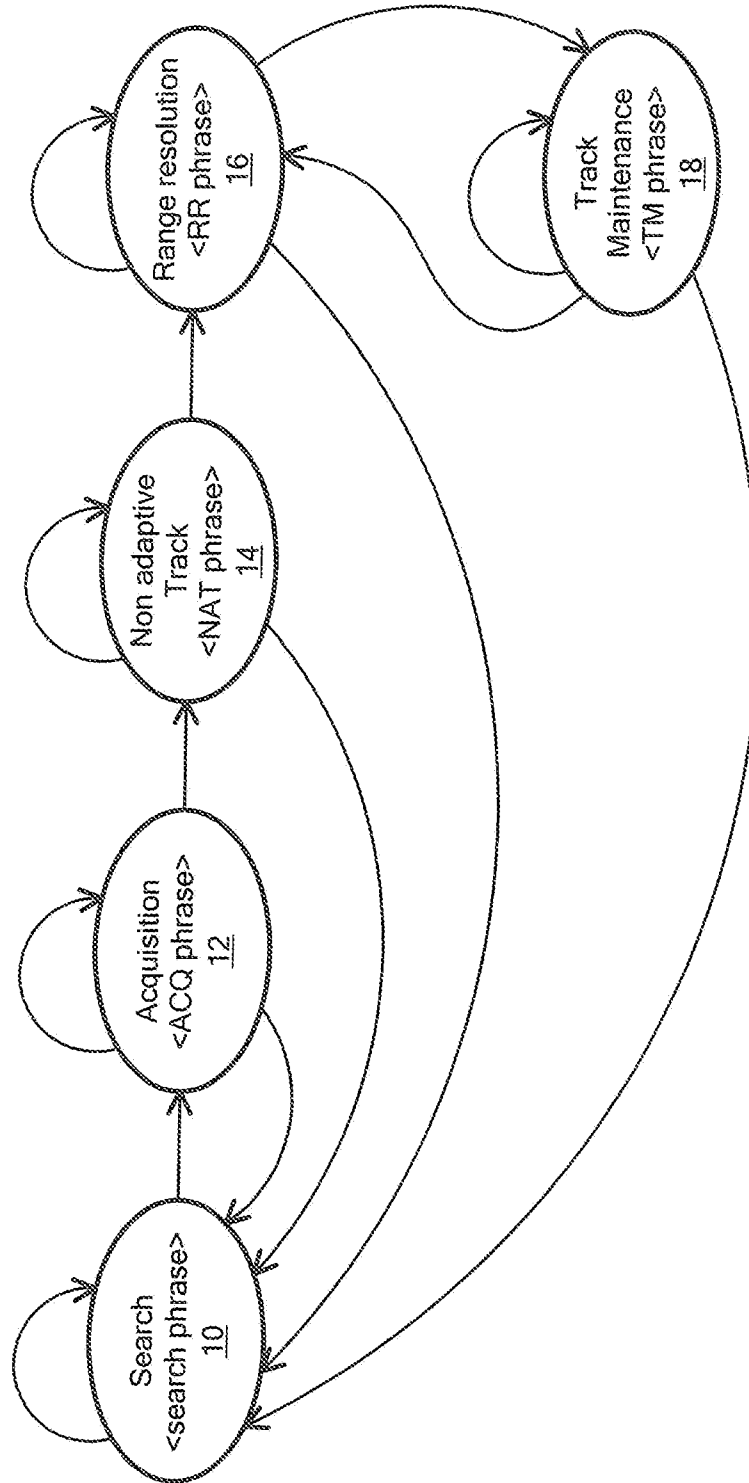 Search
<search phrase>
10
Acquisition
<ACQ phrase>
12
Non adaptive
Track
<NAT phrase>
14
Range resolution
<RR phrase>
16
Track
Maintenance
<TM phrase>
18